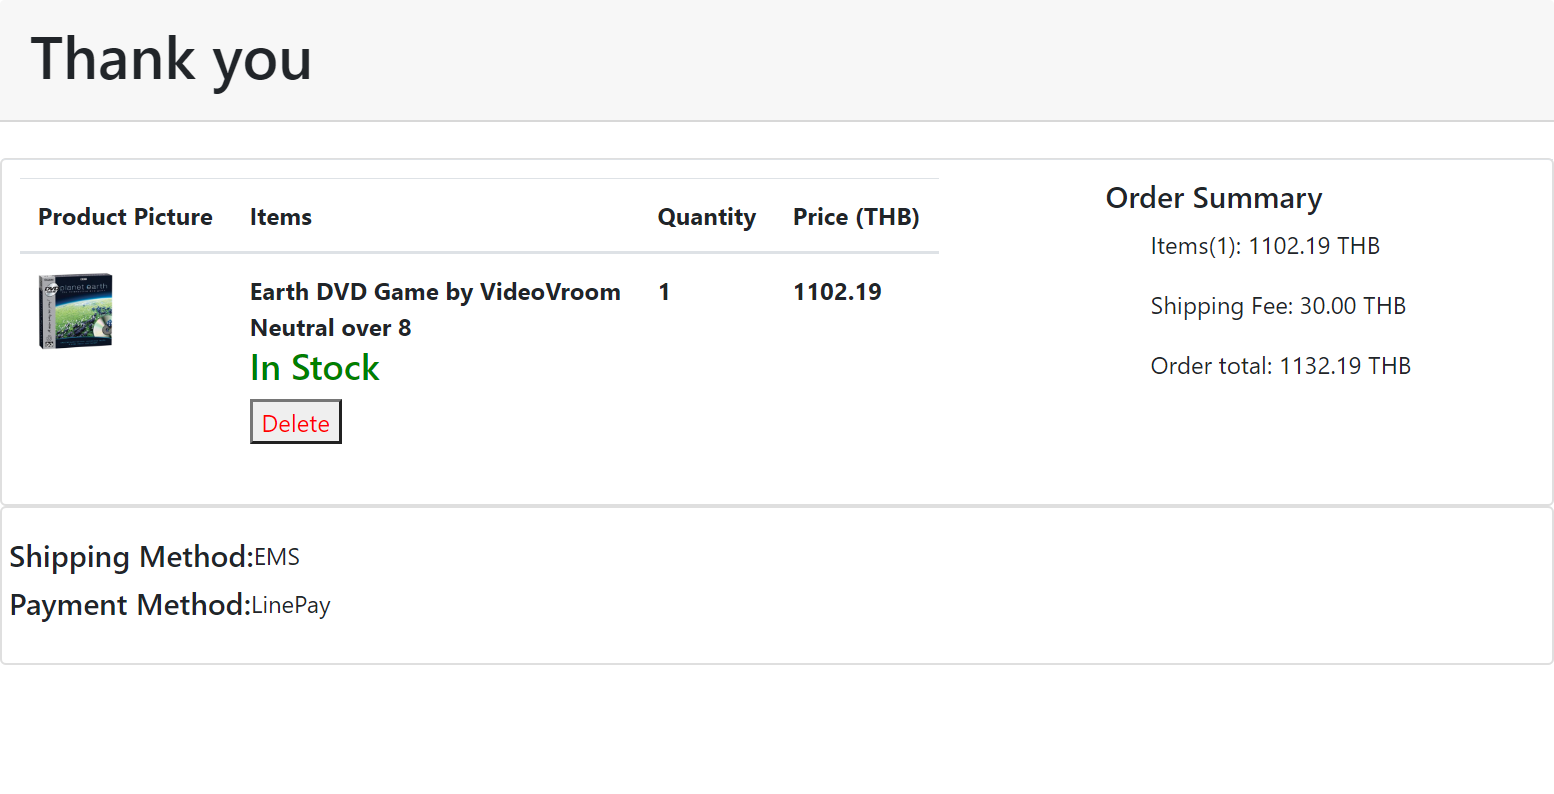 Thank you
Product Picture Items Quantity Price (THB)
planet earth
DVD
Earth DVD Game by VideoVroom 1 1102.19
Neutral over 8
In Stock
Delete
Order Summary
Items(1): 1102.19 THB
Shipping Fee: 30.00 THB
Order total: 1132.19 THB
Shipping Method:EMS
Payment Method:LinePay